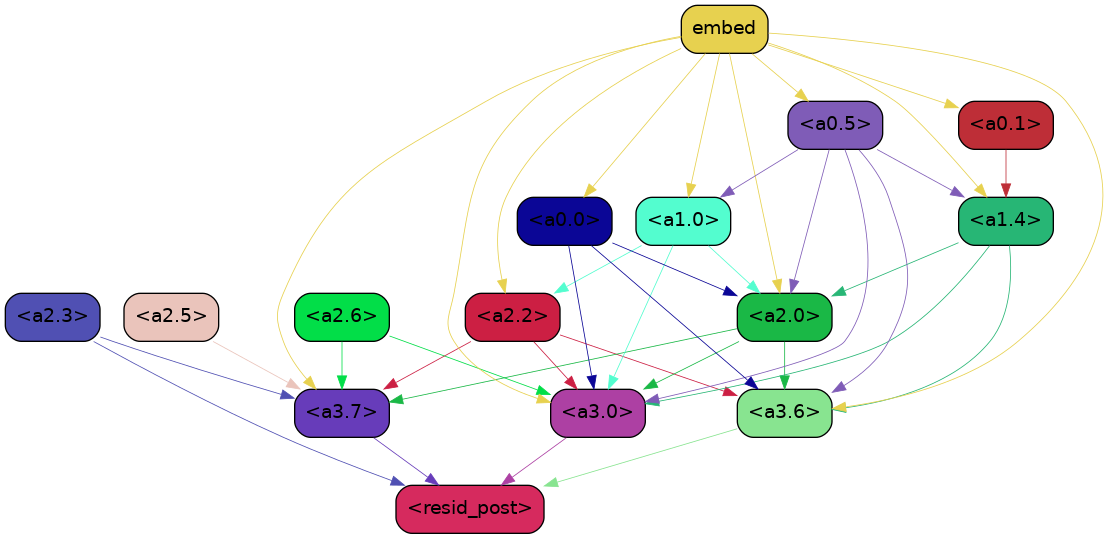 embed
<a0.5>
<a0.1>
<a0.0>
<a1.0>
<a1.4>
<a2.3>
<a2.5>
<a2.6>
<a2.2>
<a2.0>
<a3.7>
<a3.0>
<a3.6>
<resid_post>